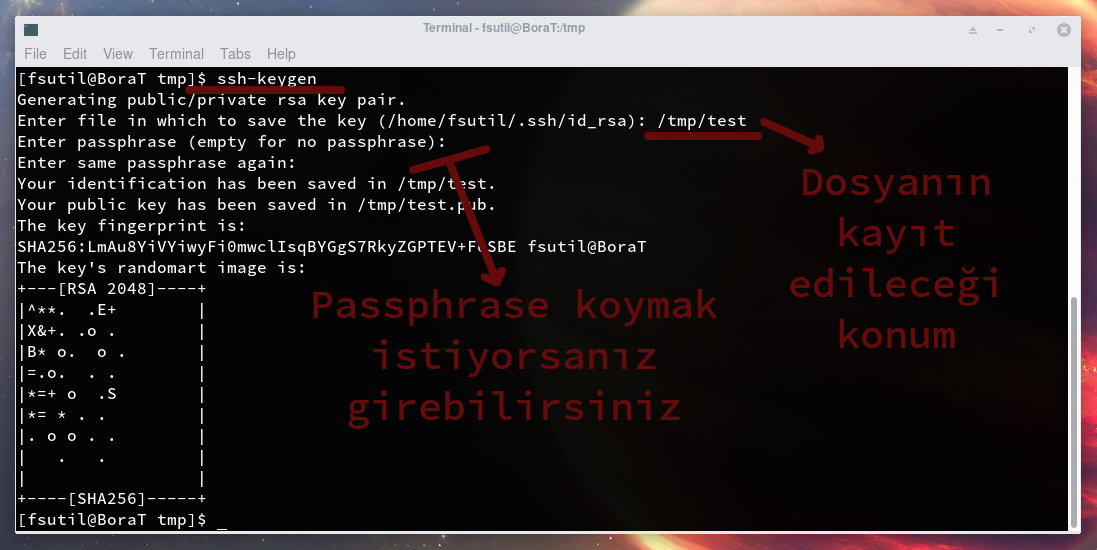 Terminal - fsutil@BoraT:/tmp
File Edit View Terminal Tabs Help
[fsutil@BoraT tmp]$ ssh-keygen
Generating public/private rsa key pair.
Enter file in which to save the key (/home/fsutil/.ssh/id_rsa): /tmp/test
Enter passphrase (empty for no passphrase):
Enter same passphrase again:
Your identification has been saved in /tmp/test.
Your public key has been saved in /tmp/test.pub.
The key fingerprint is:
SHA256:LmAu8YiVYiwyFi0mwclIsqBYGgS7RkyZGPTEV+FcSBE fsutil@BoraT
The key's randomart image is:
+---[RSA 2048]----+
|^**.  .E+        |
|X&+. .o .        |
|B* o.  o .       |
|=.o.  . .        |
|*=+ o  .S        |
|*= * . .         |
|. o o . .        |
|   .   .         |
|                 |
+----[SHA256]-----+
[fsutil@BoraT tmp]$ _
Dosyanın
kayıt
edileceği
konum
Passphrase koymak
istiyorsanız
girebilirsiniz